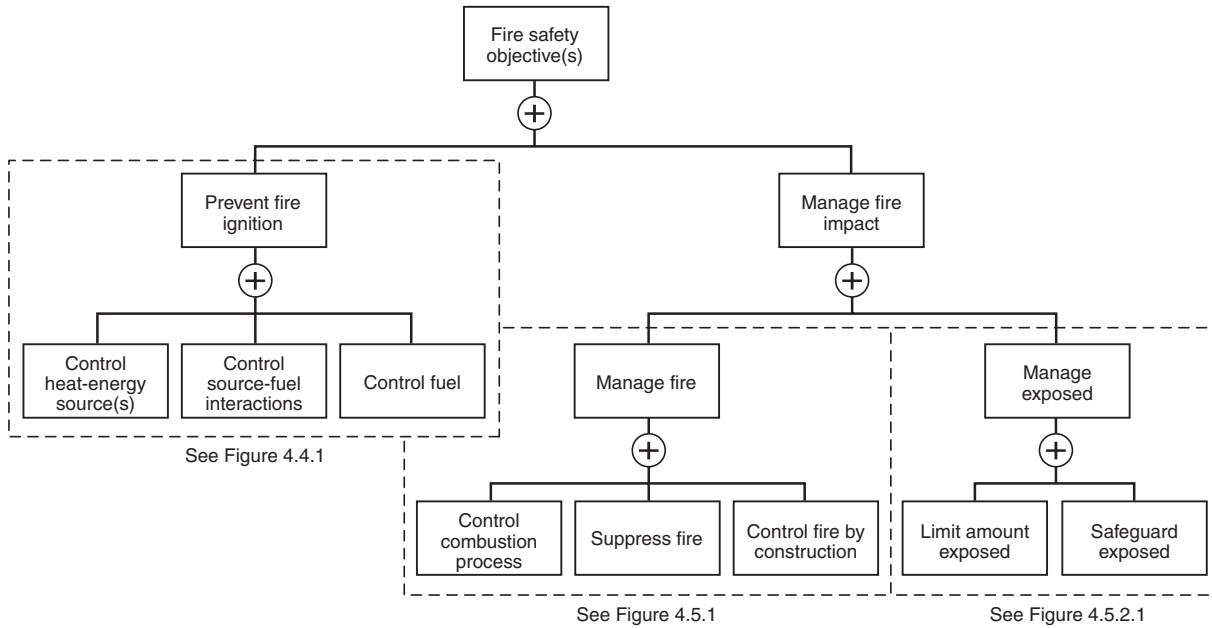 Fire safety
objective(s)
+
Prevent fire
ignition
Manage fire
impact
+
+
Control
heat-energy
source(s)
Control
source-fuel
interactions
Control fuel
Manage fire
Manage
exposed
See Figure 4.4.1
+
+
Control
combustion
process
Suppress fire
Control fire by
construction
Limit amount
exposed
Safeguard
exposed
See Figure 4.5.1
See Figure 4.5.2.1